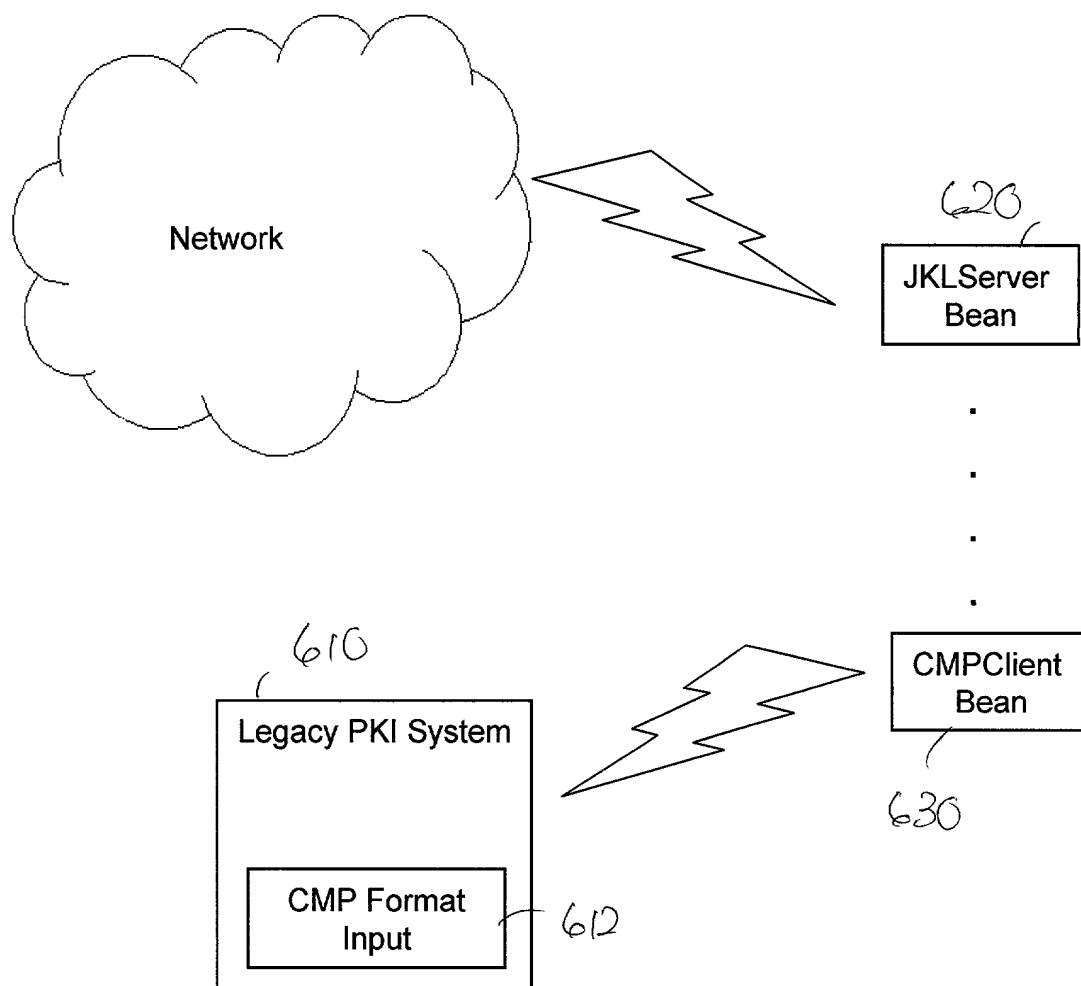 620
Network
JKLServer
Bean
610
CMPClient
Bean
Legacy PKI System
630
CMP Format
Input
612